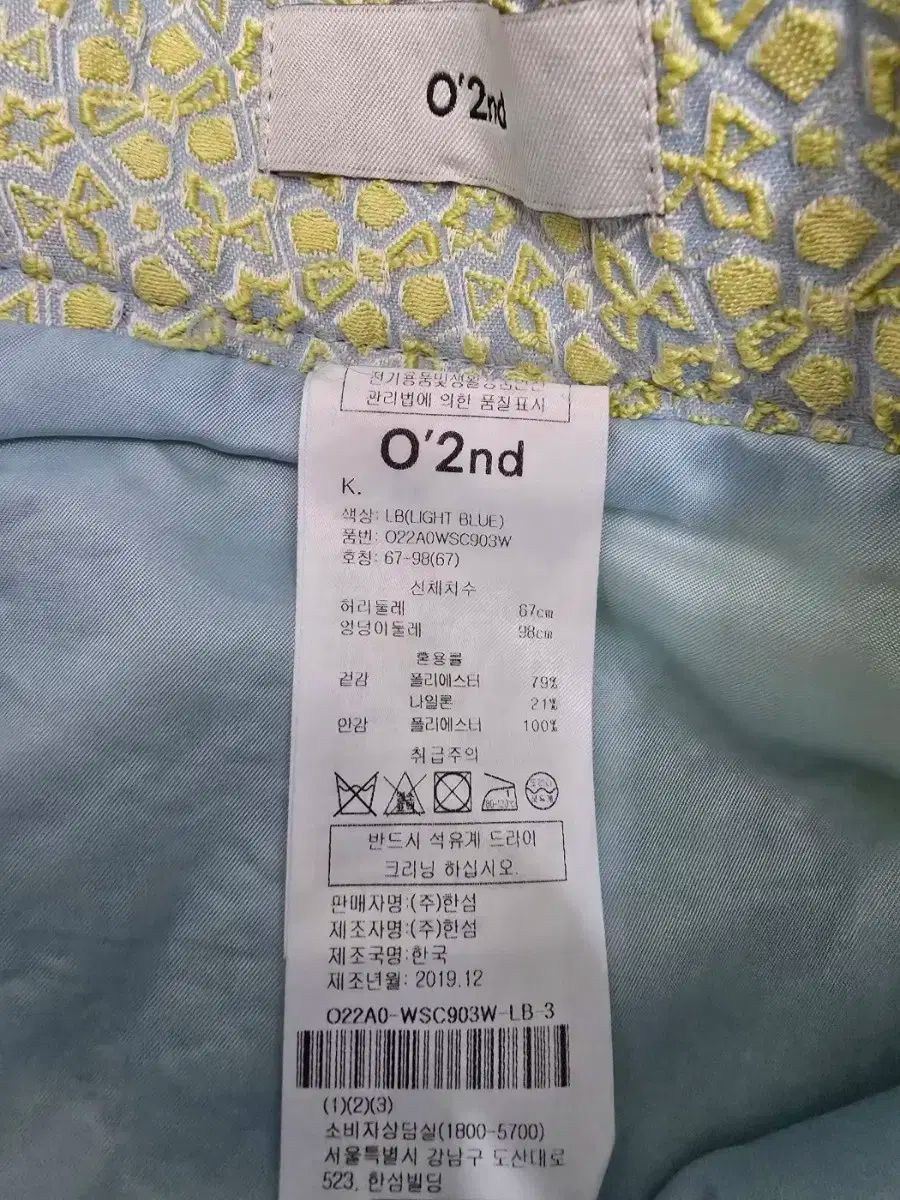 O'2nd
전기용품및생활용품안전
관리법에 의한 품질표시
O'2nd
K.
색상: LB(LIGHT BLUE)
품번: O22A0WSC903W
호칭: 67-98(67)
신체치수
허리둘레 67cm
엉덩이둘레 98cm
혼용률
겉감 폴리에스터 79%
나일론 21%
안감 폴리에스터 100%
취급주의
80-120℃
반드시 석유계 드라이
크리닝 하십시오.
판매자명:(주)한섬
제조자명:(주)한섬
제조국명:한국
제조년월: 2019.12
O22A0-WSC903W-LB-3
(1)(2)(3)
소비자상담실(1800-5700)
서울특별시 강남구 도산대로
523, 한섬빌딩